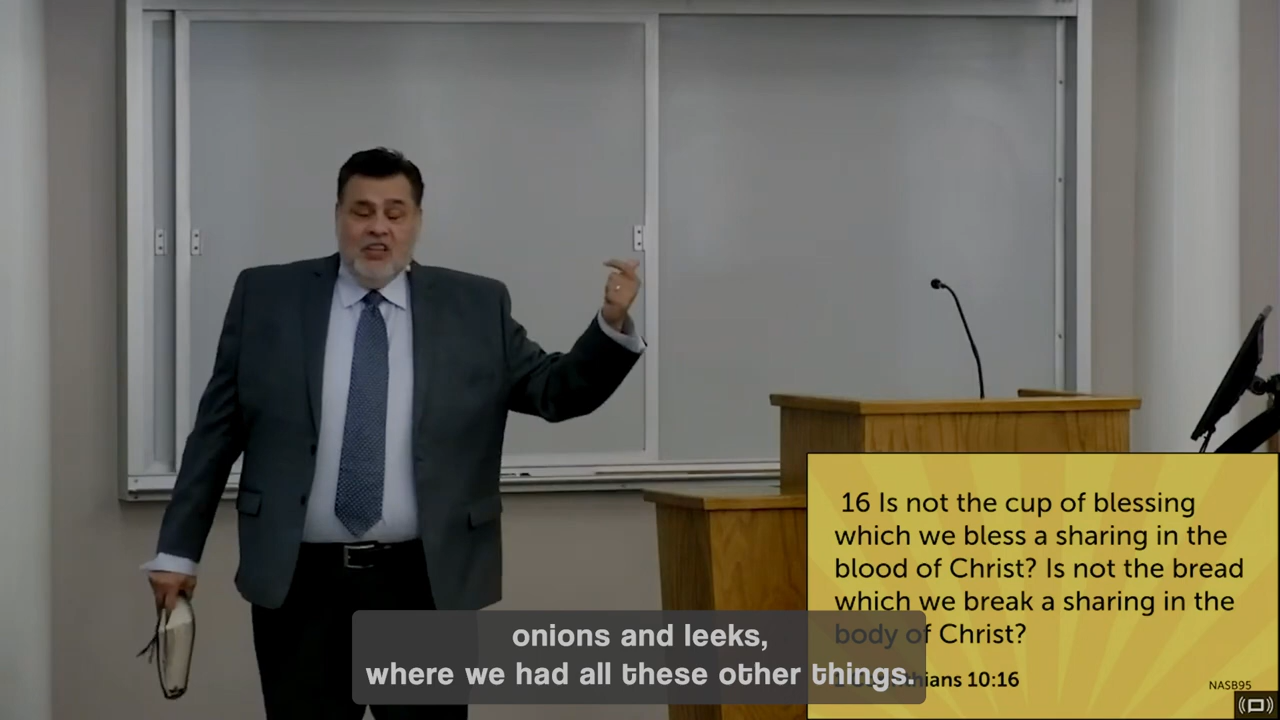 16 Is not the cup of blessing
which we bless a sharing in the
blood of Christ? Is not the bread
which we break a sharing in the
body of Christ?
10:16
NASB95
onions and leeks,
where we had all these other things.